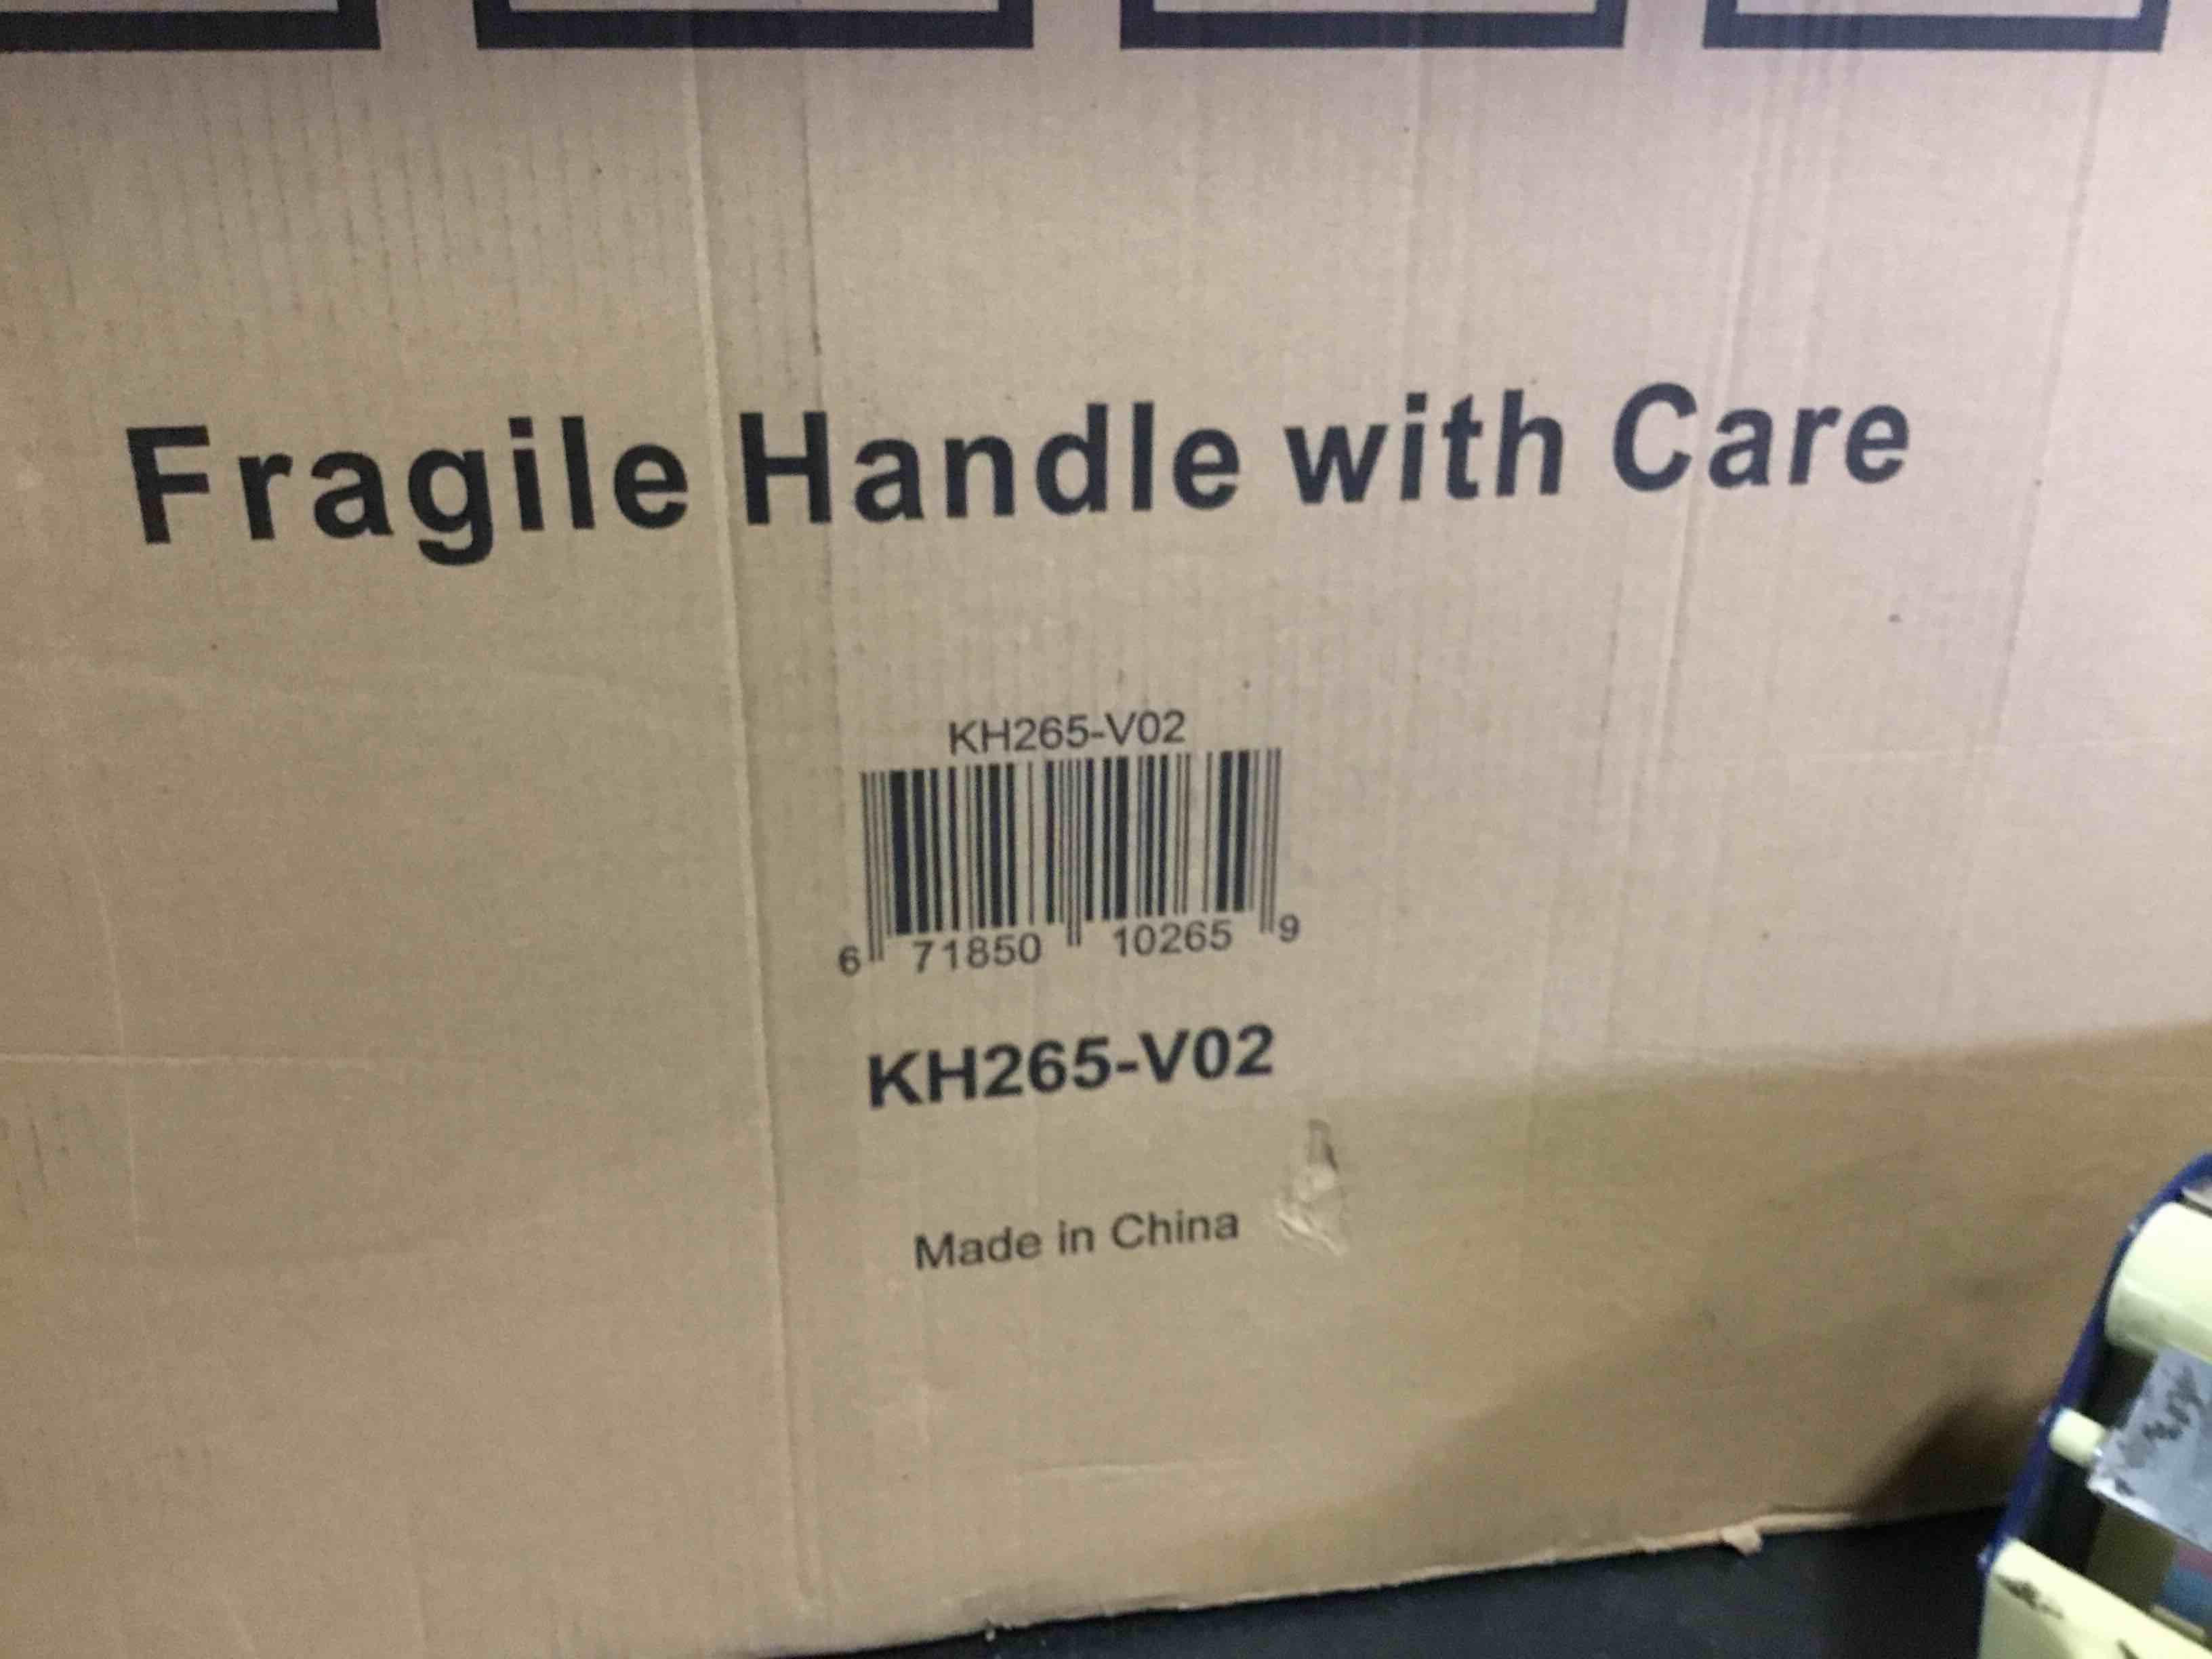 Fragile Handle with Care
KH265-V02
6 71850 10265 9
KH265-V02
Made in China